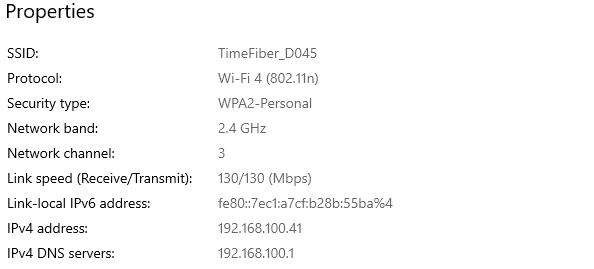 Properties
SSID: TimeFiber_D045
Protocol: Wi-Fi 4 (802.11n)
Security type: WPA2-Personal
Network band: 2.4 GHz
Network channel: 3
Link speed (Receive/Transmit): 130/130 (Mbps)
Link-local IPv6 address: fe80::7ec1:a7cf:b28b:55ba%4
IPv4 address: 192.168.100.41
IPv4 DNS servers: 192.168.100.1